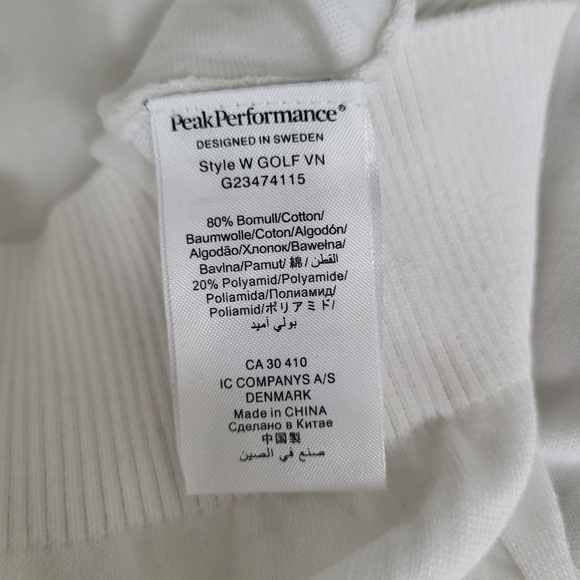 PeakPerformance®
DESIGNED IN SWEDEN
Style W GOLF VN
G23474115
80% Bomull/Cotton/
Baumwolle/Coton/Algodón/
Algodão/Хлопок/Bawełna/
Bavlna/Pamut/ 綿 / القطن/
20% Polyamid/Polyamide/
Poliamida/Полиамид/
Poliamid/ポリアミド/
بولي أميد
CA 30 410
IC COMPANYS A/S
DENMARK
Made in CHINA
Сделано в Китае
中国製
صنع في الصين